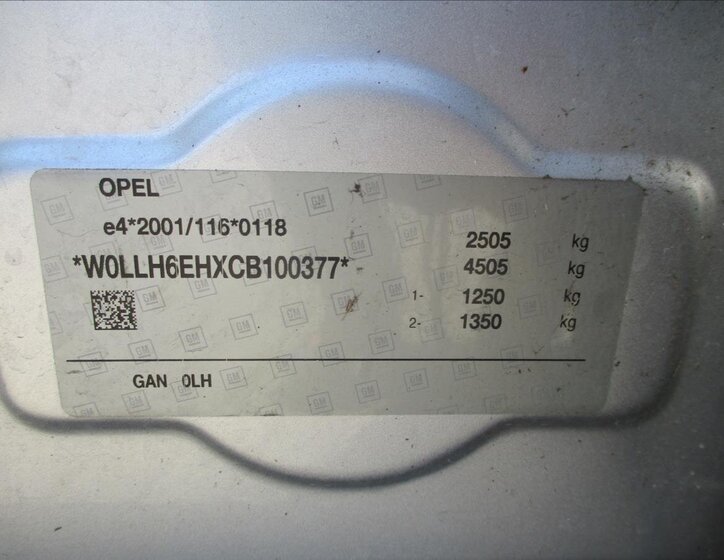 OPEL
e4*2001/116*0118
2505 kg
*W0LLH6EHXCB100377*
4505 kg
1- 1250 kg
2- 1350 kg
GAN 0LH